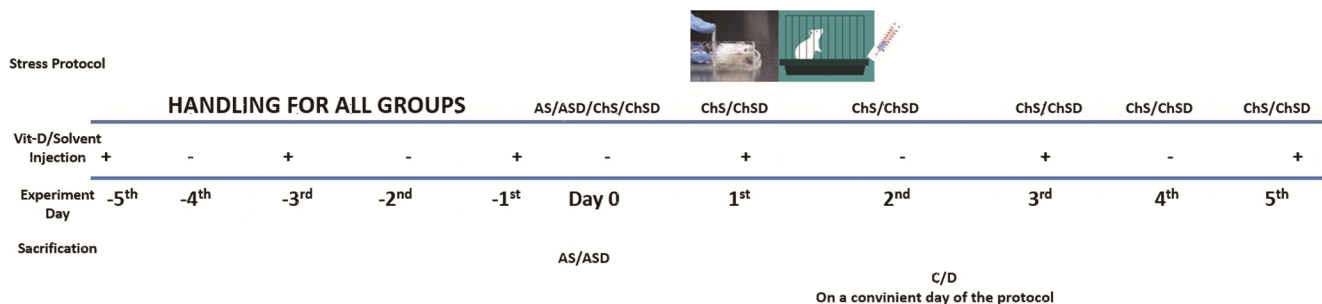 Stress Protocol
HANDLING FOR ALL GROUPS AS/ASD/ChS/ChSD ChS/ChSD ChS/ChSD ChS/ChSD ChS/ChSD ChS/ChSD
Vit-D/Solvent
Injection + - + - + - + - + - +
Experiment
Day -5th -4th -3rd -2nd -1st Day 0 1st 2nd 3rd 4th 5th
Sacrification
AS/ASD
C/D
On a convinient day of the protocol